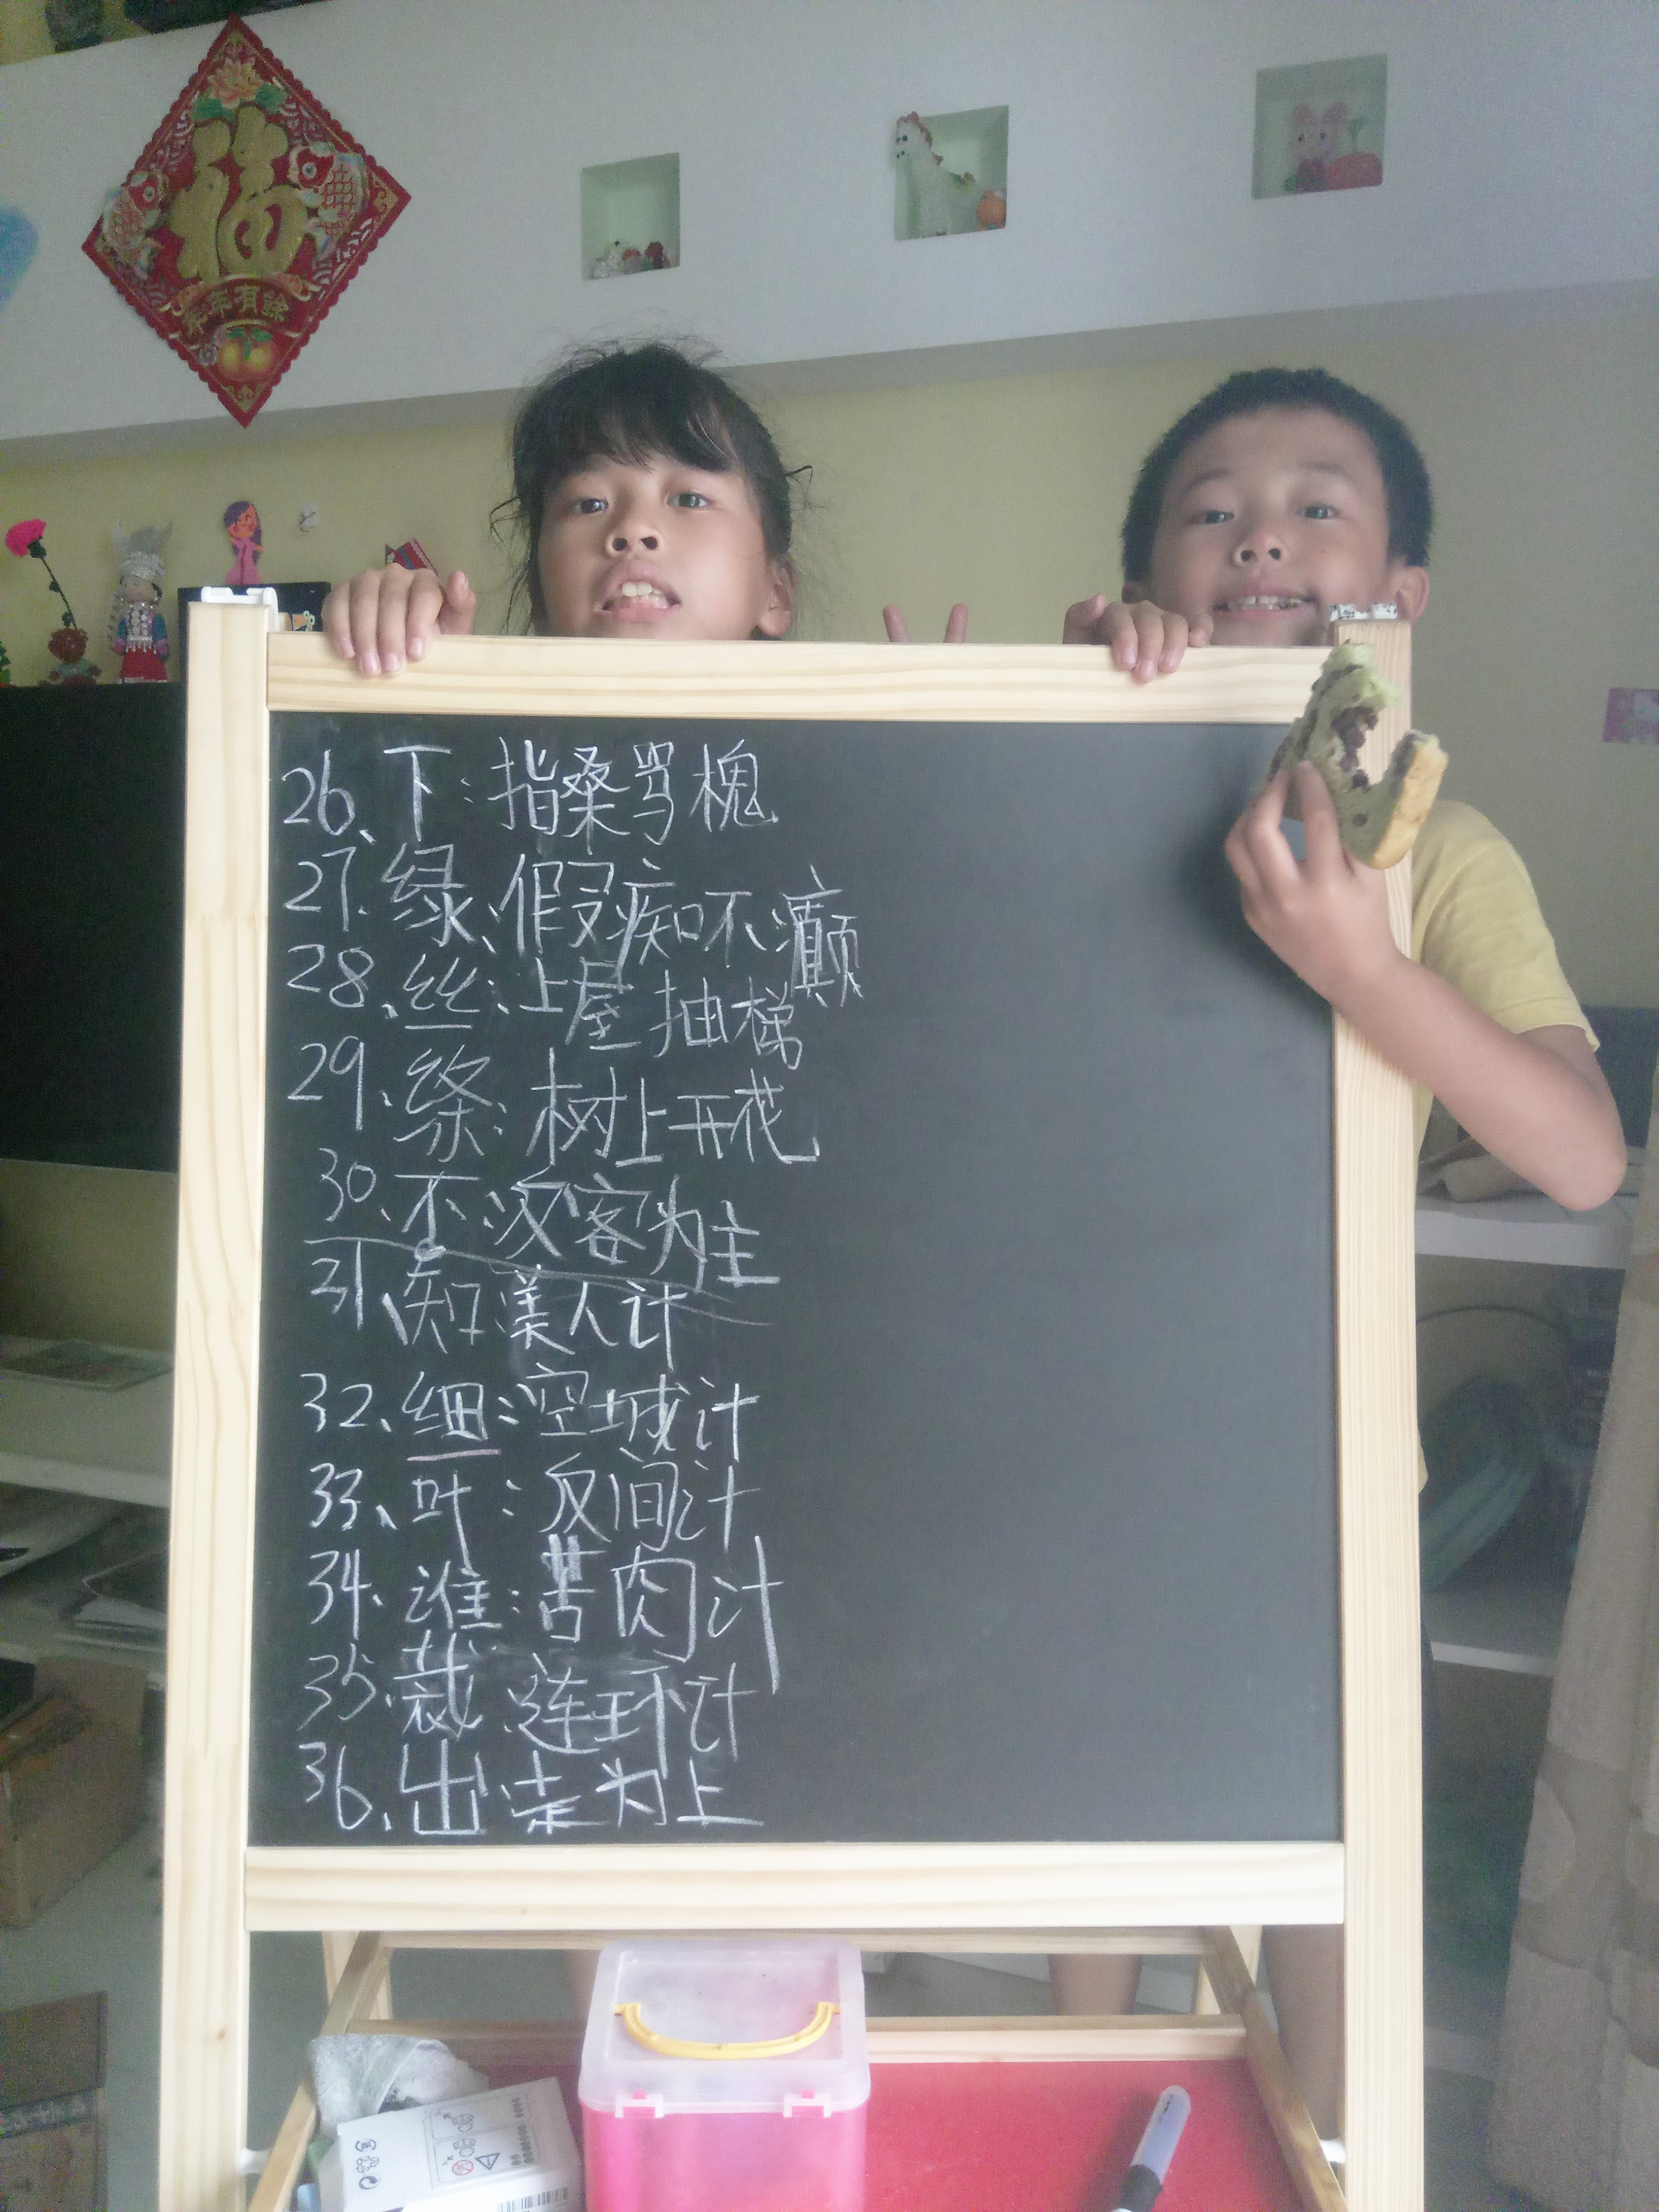 福
年年有餘
26、下:指桑骂槐
27.绿:假痴不癫
28、丝:上屋抽梯
29、条:树上开花
30、不:反客为主
31、知:美人计
32、细:空城计
33、叶:反间计
34、谁:苦肉计
35、裁:连环计
36、出:走为上